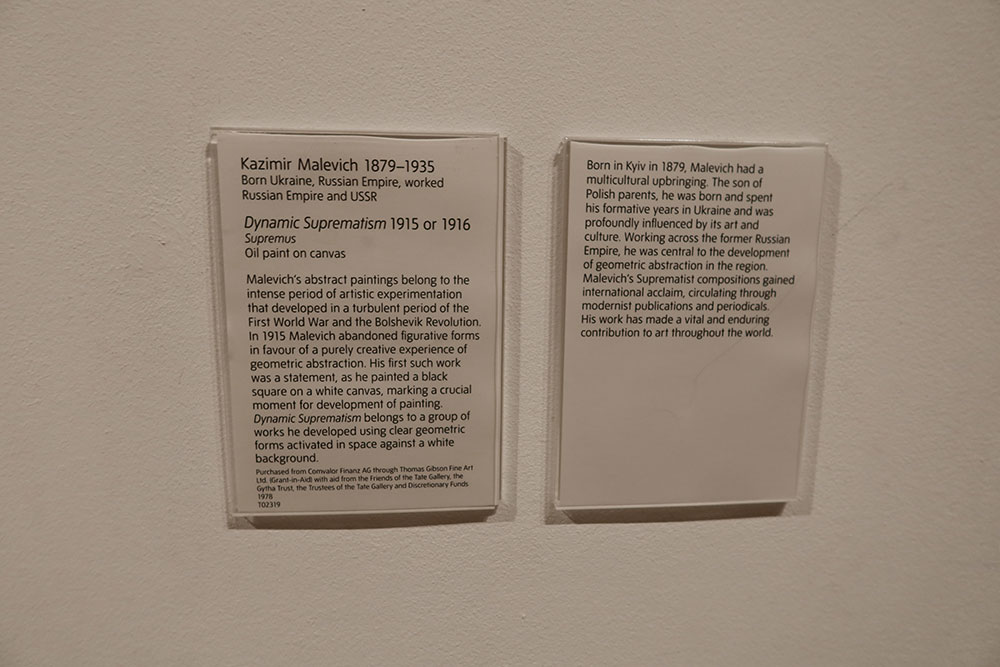 Kazimir Malevich 1879–1935
Born Ukraine, Russian Empire, worked
Russian Empire and USSR
Dynamic Suprematism 1915 or 1916
Supremus
Oil paint on canvas
Malevich's abstract paintings belong to the
intense period of artistic experimentation
that developed in a turbulent period of the
First World War and the Bolshevik Revolution.
In 1915 Malevich abandoned figurative forms
in favour of a purely creative experience of
geometric abstraction. His first such work
was a statement, as he painted a black
square on a white canvas, marking a crucial
moment for development of painting.
Dynamic Suprematism belongs to a group of
works he developed using clear geometric
forms activated in space against a white
background.
Purchased from Comvalor Finanz AG through Thomas Gibson Fine Art
Ltd. (Grant-in-Aid) with aid from the Friends of the Tate Gallery, the
Gytha Trust, the Trustees of the Tate Gallery and Discretionary Funds
1978
T02319
Born in Kyiv in 1879, Malevich had a
multicultural upbringing. The son of
Polish parents, he was born and spent
his formative years in Ukraine and was
profoundly influenced by its art and
culture. Working across the former Russian
Empire, he was central to the development
of geometric abstraction in the region.
Malevich's Suprematist compositions gained
international acclaim, circulating through
modernist publications and periodicals.
His work has made a vital and enduring
contribution to art throughout the world.